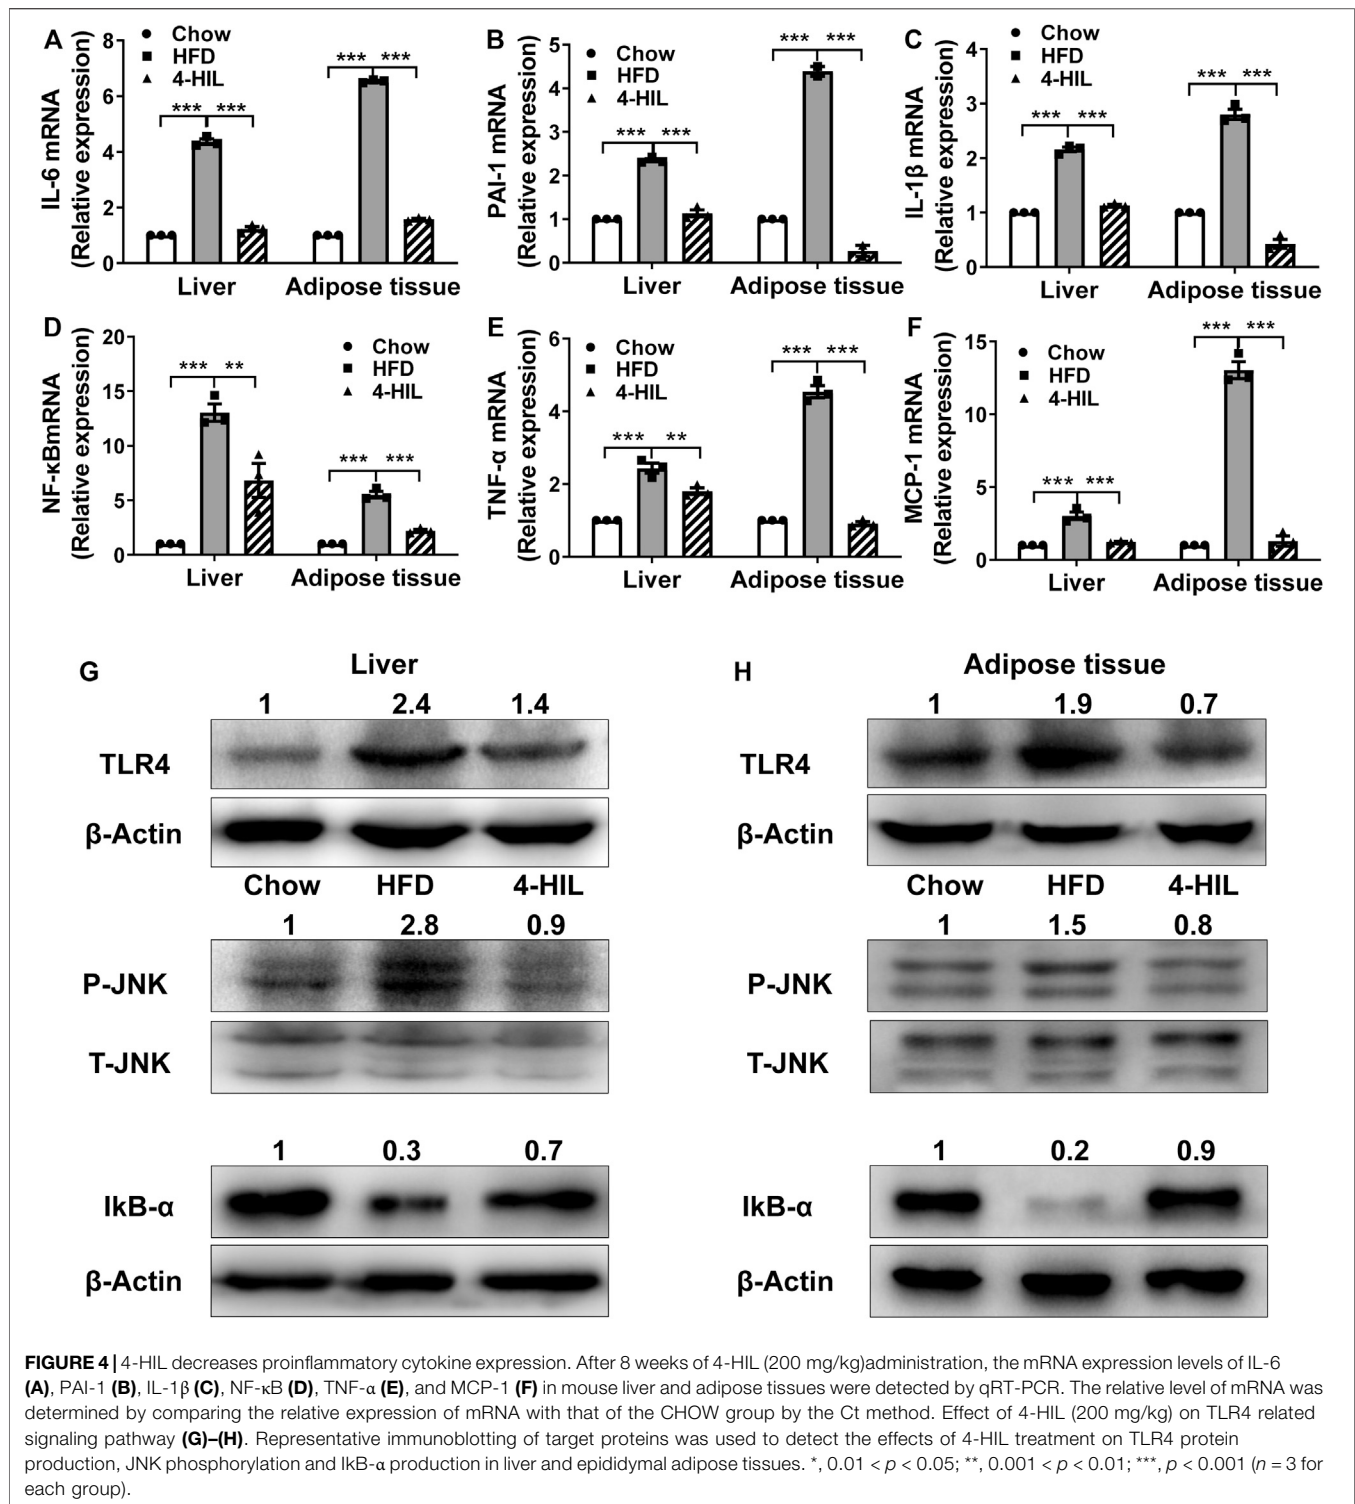 A
IL-6 mRNA
(Relative expression)
8
6
4
2
0
Chow
HFD
4-HIL
*** ***
*** ***
Liver
Adipose tissue
B
PAI-1 mRNA
(Relative expression)
5
4
3
2
1
0
Chow
HFD
4-HIL
*** ***
*** ***
Liver
Adipose tissue
C
IL-1β mRNA
(Relative expression)
4
3
2
1
0
Chow
HFD
4-HIL
*** ***
*** ***
Liver
Adipose tissue
D
NF-κBmRNA
(Relative expression)
20
15
10
5
0
Chow
HFD
4-HIL
*** **
*** ***
Liver
Adipose tissue
E
TNF-α mRNA
(Relative expression)
6
4
2
0
Chow
HFD
4-HIL
*** **
*** ***
Liver
Adipose tissue
F
MCP-1 mRNA
(Relative expression)
15
10
5
0
Chow
HFD
4-HIL
*** ***
*** ***
Liver
Adipose tissue
G
Liver
1 2.4 1.4
TLR4
β-Actin
Chow HFD 4-HIL
1 2.8 0.9
P-JNK
T-JNK
1 0.3 0.7
IkB-α
β-Actin
H
Adipose tissue
1 1.9 0.7
TLR4
β-Actin
Chow HFD 4-HIL
1 1.5 0.8
P-JNK
T-JNK
1 0.2 0.9
IkB-α
β-Actin
FIGURE 4 | 4-HIL decreases proinflammatory cytokine expression. After 8 weeks of 4-HIL (200 mg/kg)administration, the mRNA expression levels of IL-6
(A), PAI-1 (B), IL-1β (C), NF-κB (D), TNF-α (E), and MCP-1 (F) in mouse liver and adipose tissues were detected by qRT-PCR. The relative level of mRNA was
determined by comparing the relative expression of mRNA with that of the CHOW group by the Ct method. Effect of 4-HIL (200 mg/kg) on TLR4 related
signaling pathway (G)–(H). Representative immunoblotting of target proteins was used to detect the effects of 4-HIL treatment on TLR4 protein
production, JNK phosphorylation and IkB-α production in liver and epididymal adipose tissues. *, 0.01 < p < 0.05; **, 0.001 < p < 0.01; ***, p < 0.001 (n = 3 for
each group).